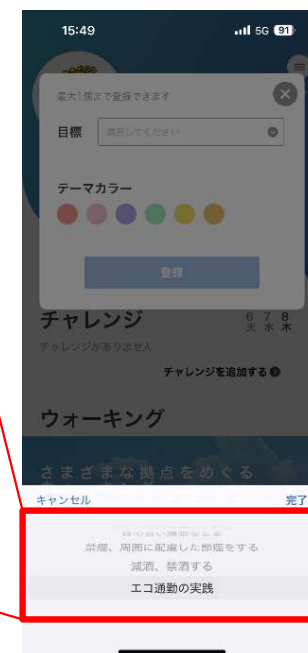 15:49
5G 91
最大1個まで登録できます
目標 選択してください
テーマカラー
登録
チャレンジ
6 7 8
火 水 木
チャレンジがありません
チャレンジを追加する
ウォーキング
さまざまな拠点をめぐる
キャンセル 完了
禁煙、周囲に配慮した節煙をする
減酒、禁酒する
エコ通勤の実践